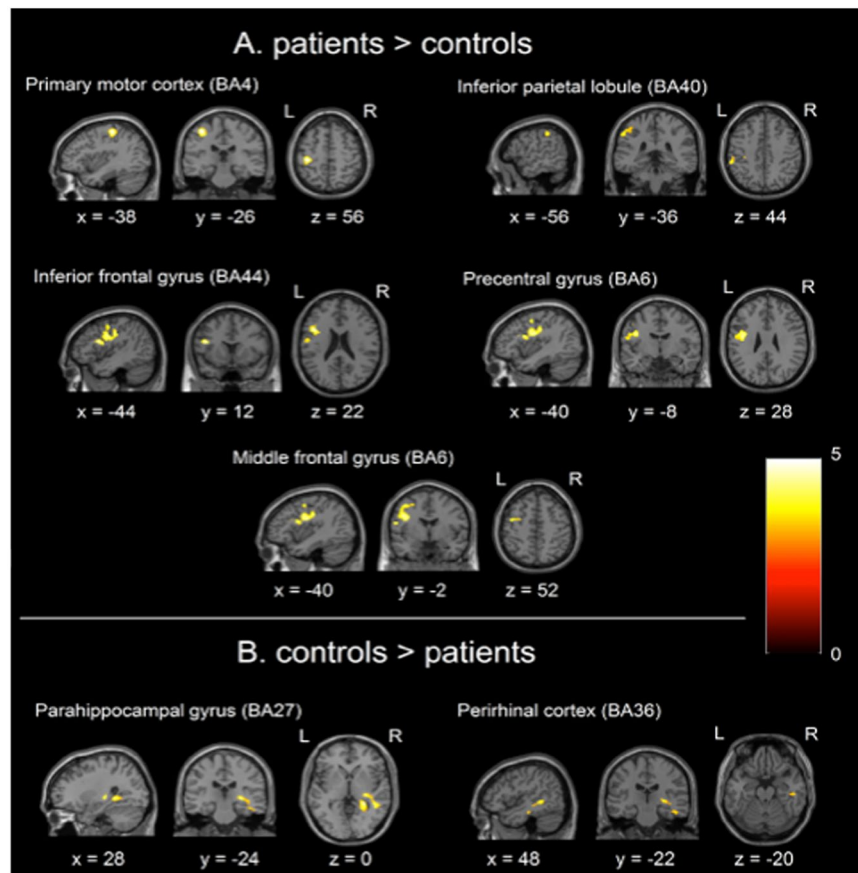 A. patients > controls
Primary motor cortex (BA4)
L R
x = -38 y = -26 z = 56
Inferior parietal lobule (BA40)
L R
x = -56 y = -36 z = 44
Inferior frontal gyrus (BA44)
L R
x = -44 y = 12 z = 22
Precentral gyrus (BA6)
L R
x = -40 y = -8 z = 28
Middle frontal gyrus (BA6)
L R
x = -40 y = -2 z = 52
5
0
B. controls > patients
Parahippocampal gyrus (BA27)
L R
x = 28 y = -24 z = 0
Perirhinal cortex (BA36)
L R
x = 48 y = -22 z = -20